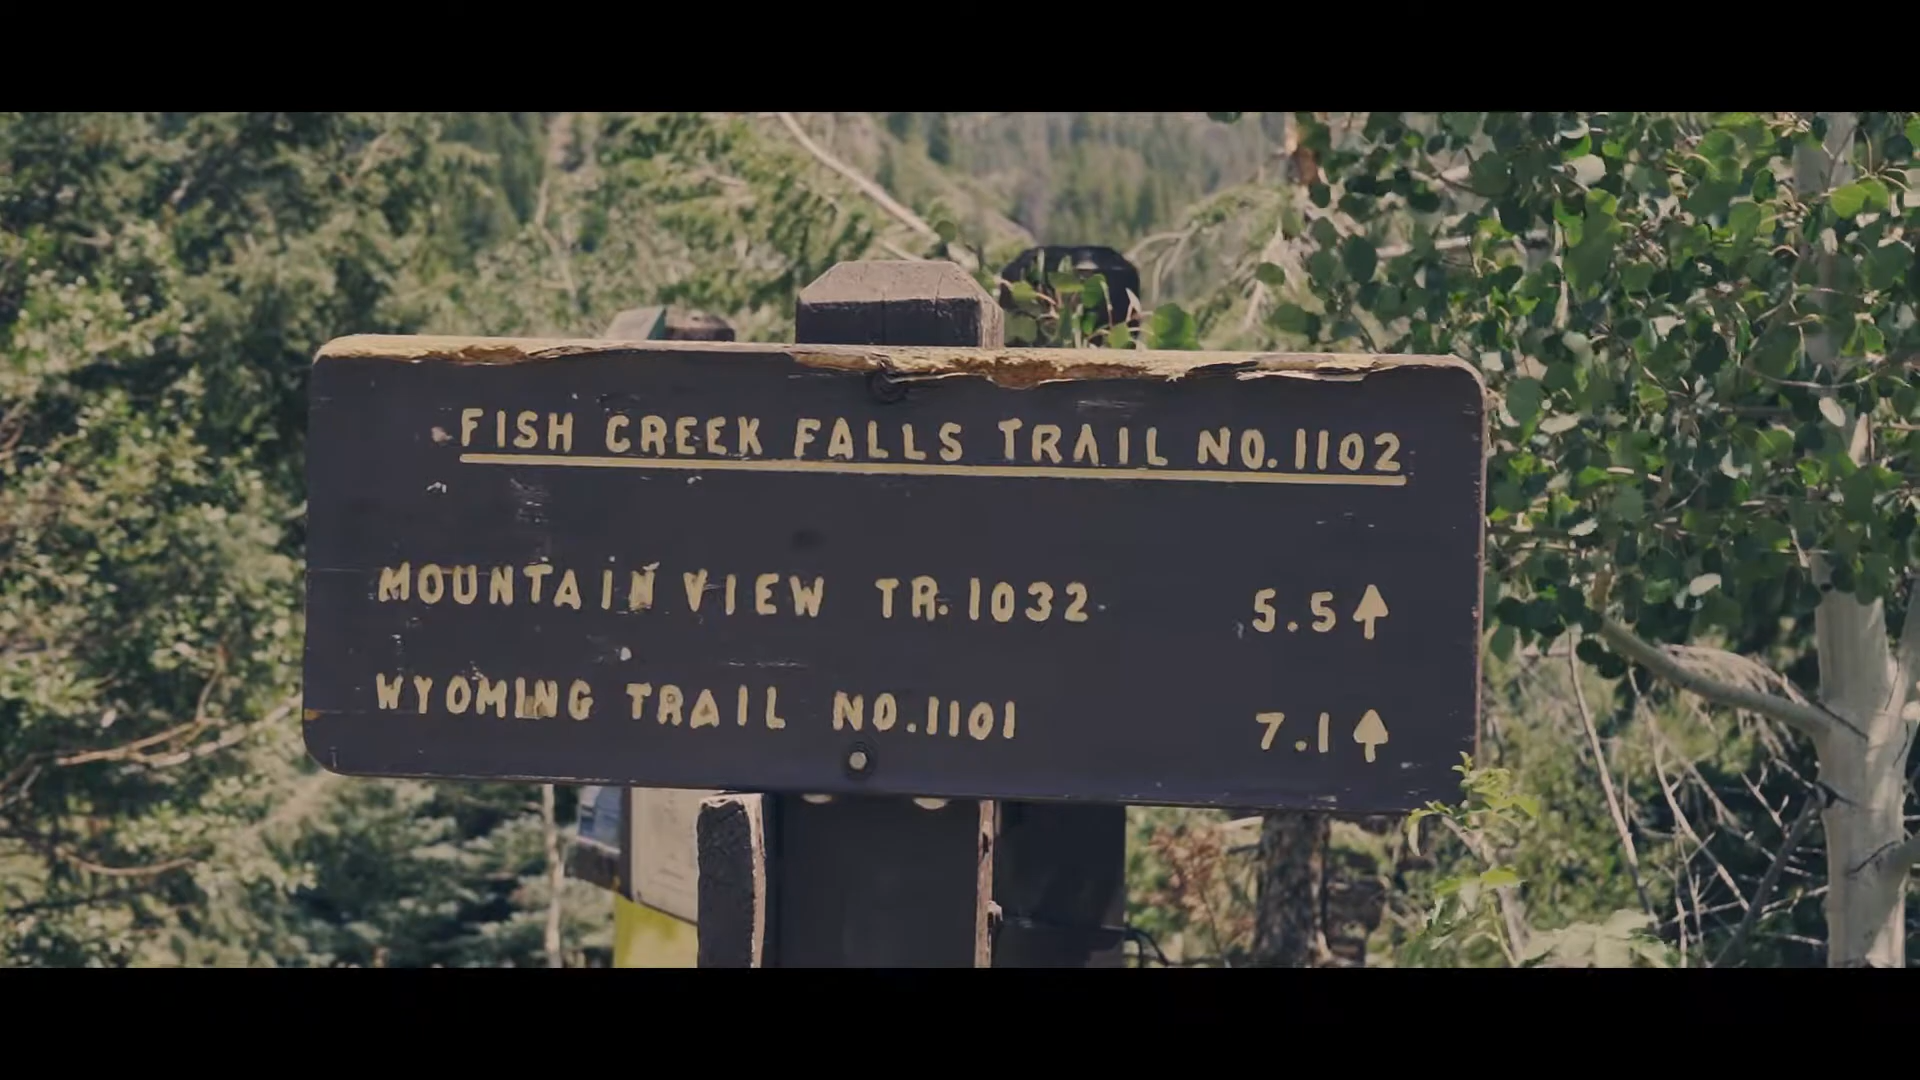 FISH CREEK FALLS TRAIL NO. 1102
MOUNTAIN VIEW TR. 1032 5.5 ↑
WYOMING TRAIL NO. 1101 7.1 ↑